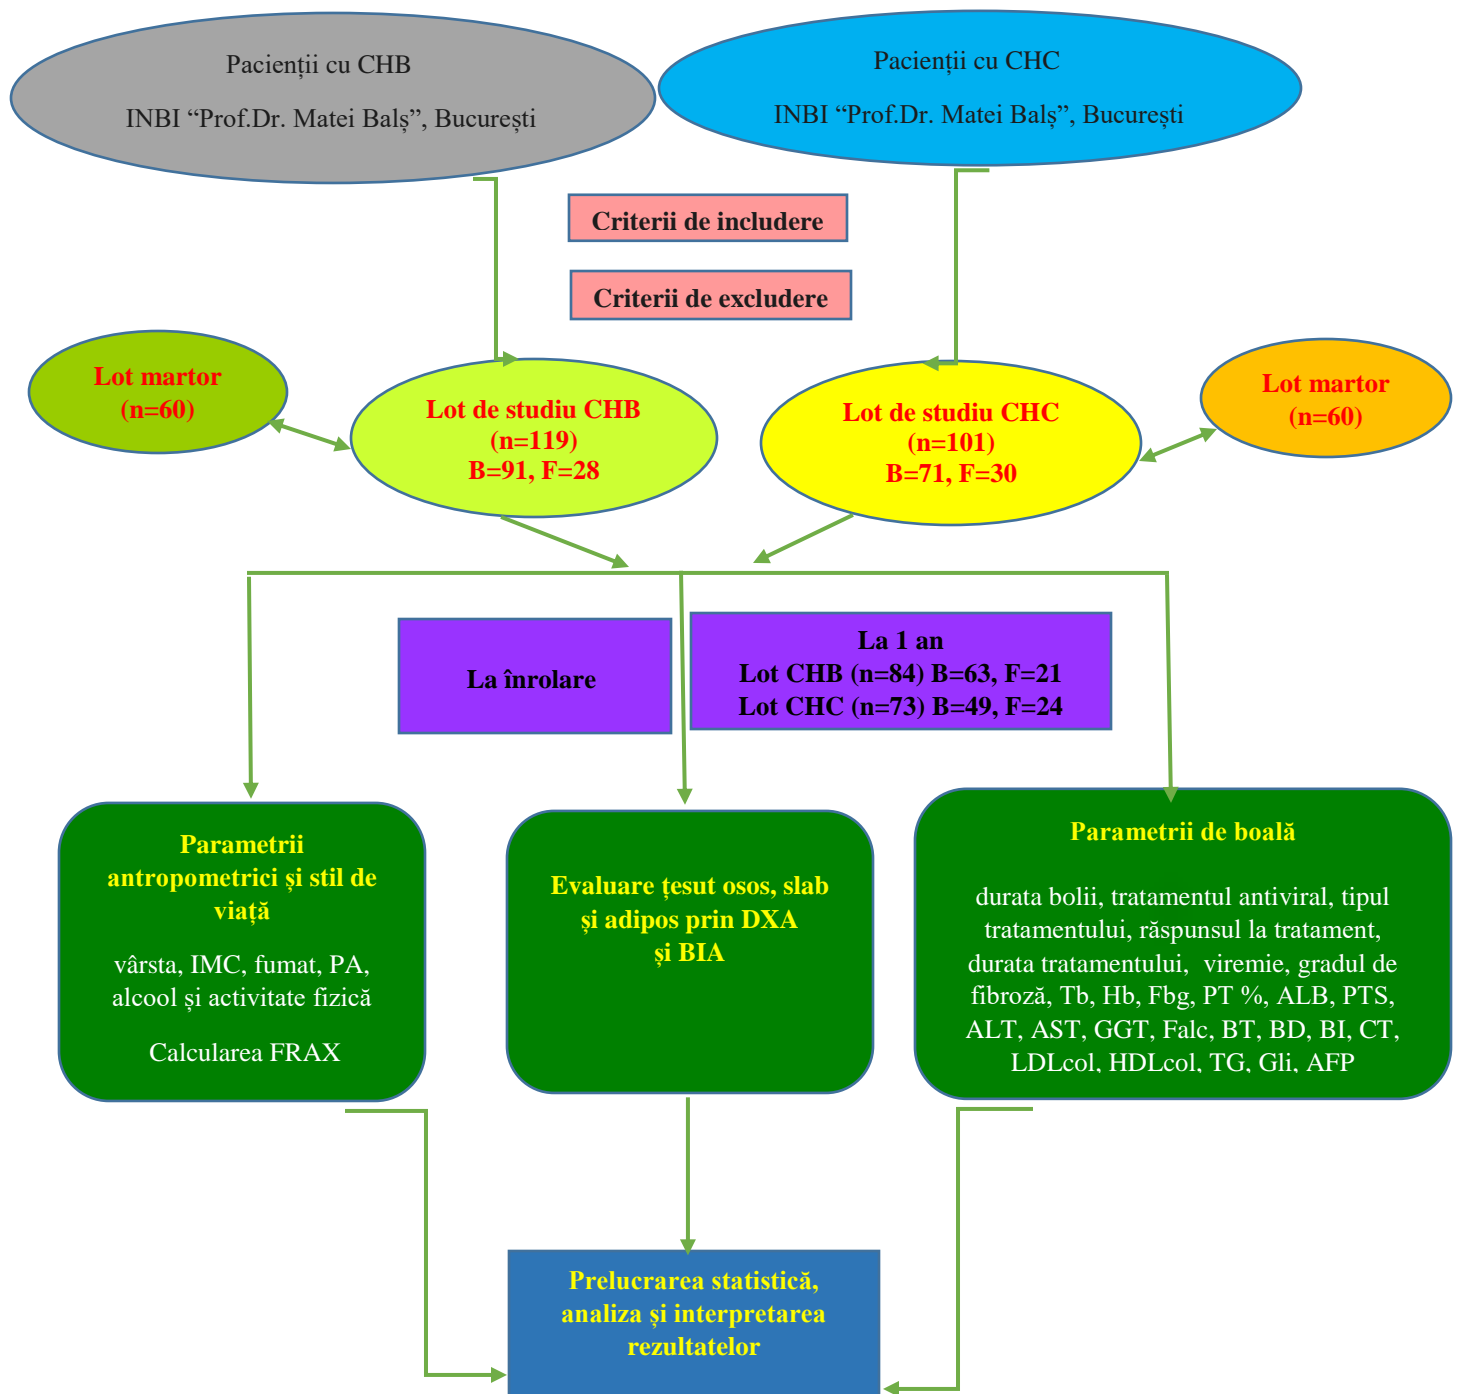 Pacienții cu CHB
INBI “Prof.Dr. Matei Balș”, București
Pacienții cu CHC
INBI “Prof.Dr. Matei Balș”, București
Criterii de includere
Criterii de excludere
Lot martor
(n=60)
Lot de studiu CHB
(n=119)
B=91, F=28
Lot de studiu CHC
(n=101)
B=71, F=30
Lot martor
(n=60)
La înrolare
La 1 an
Lot CHB (n=84) B=63, F=21
Lot CHC (n=73) B=49, F=24
Parametrii
antropometrici și stil de
viață
vârsta, IMC, fumat, PA,
alcool și activitate fizică
Calcularea FRAX
Evaluare țesut osos, slab
și adipos prin DXA
și BIA
Parametrii de boală
durata bolii, tratamentul antiviral, tipul
tratamentului, răspunsul la tratament,
durata tratamentului, viremie, gradul de
fibroză, Tb, Hb, Fbg, PT %, ALB, PTS,
ALT, AST, GGT, Falc, BT, BD, BI, CT,
LDLcol, HDLcol, TG, Gli, AFP
Prelucrarea statistică,
analiza și interpretarea
rezultatelor